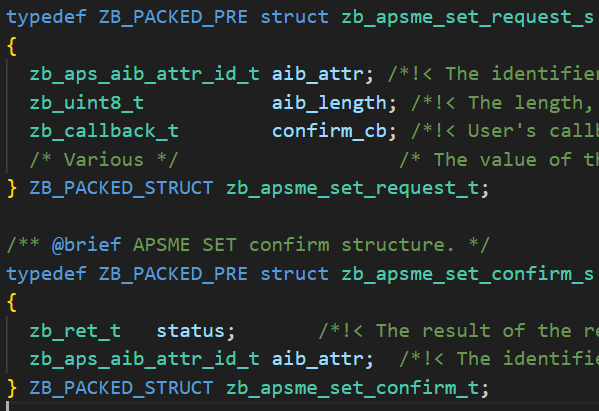 typedef ZB_PACKED_PRE struct zb_apsme_set_request_s
{
zb_aps_aib_attr_id_t aib_attr; /*!< The identifier
zb_uint8_t aib_length; /*!< The length,
zb_callback_t confirm_cb; /*!< User's callb
/* Various */ /* The value of th
} ZB_PACKED_STRUCT zb_apsme_set_request_t;
/** @brief APSME SET confirm structure. */
typedef ZB_PACKED_PRE struct zb_apsme_set_confirm_s
{
zb_ret_t status; /*!< The result of the re
zb_aps_aib_attr_id_t aib_attr; /*!< The identifie
} ZB_PACKED_STRUCT zb_apsme_set_confirm_t;